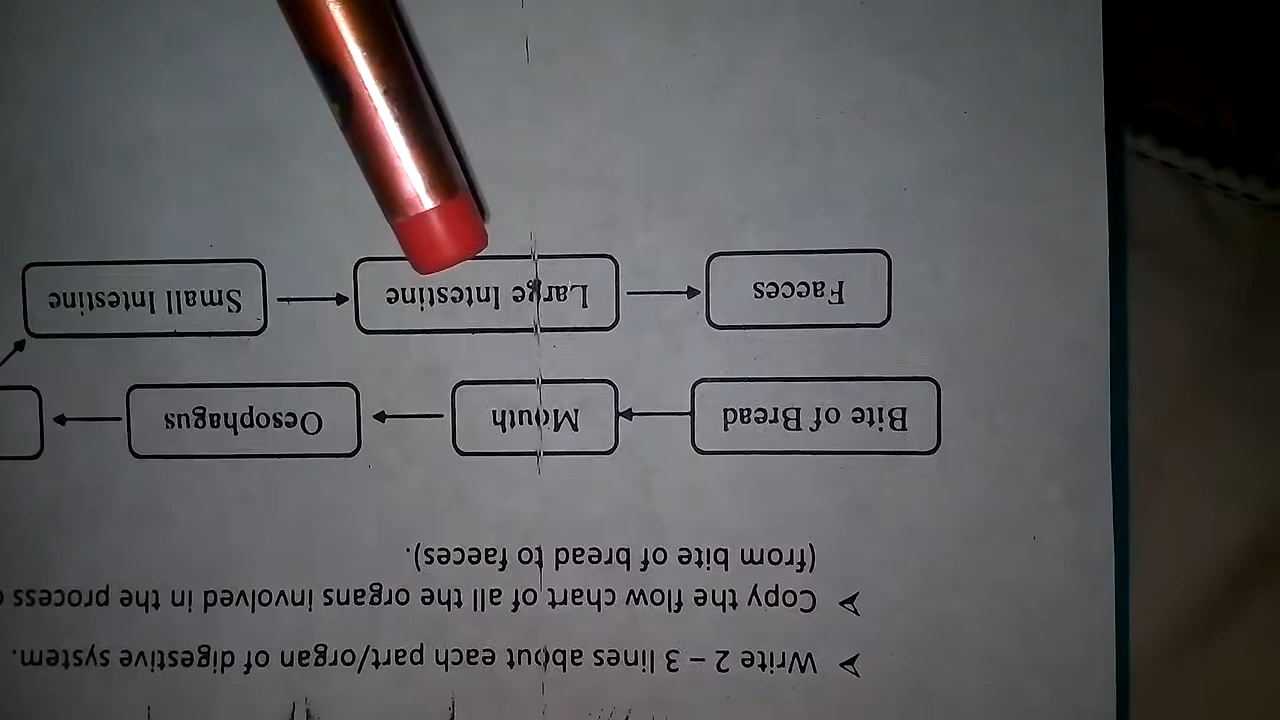 ➤ Write 2 – 3 lines about each part/organ of digestive system.
➤ Copy the flow chart of all the organs involved in the process
(from bite of bread to faeces).
Bite of Bread
Mouth
Oesophagus
Faeces
Large Intestine
Small Intestine